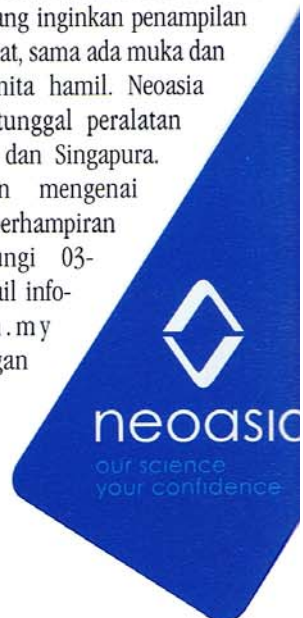 ang inginkan penampilan
at, sama ada muka dan
nita hamil. Neoasia
tunggal peralatan
dan Singapura.
n mengenai
erhampiran
ungi 03-
il info-
.my
gan
neoasia
our science
your confidence